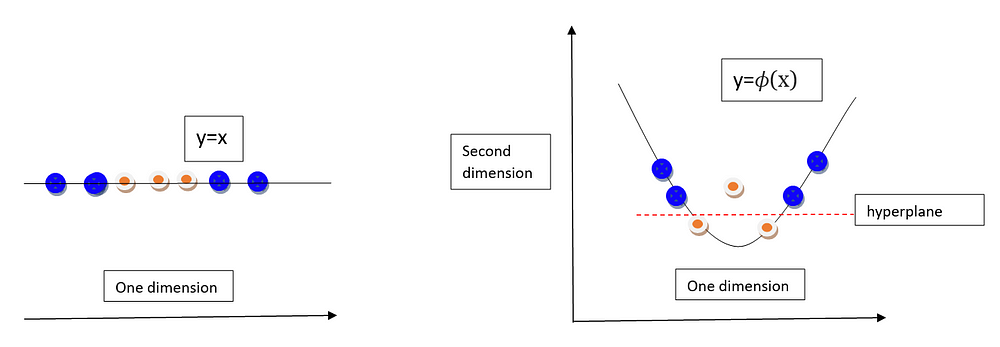 y=x
One dimension
y=ϕ(x)
Second
dimension
hyperplane
One dimension